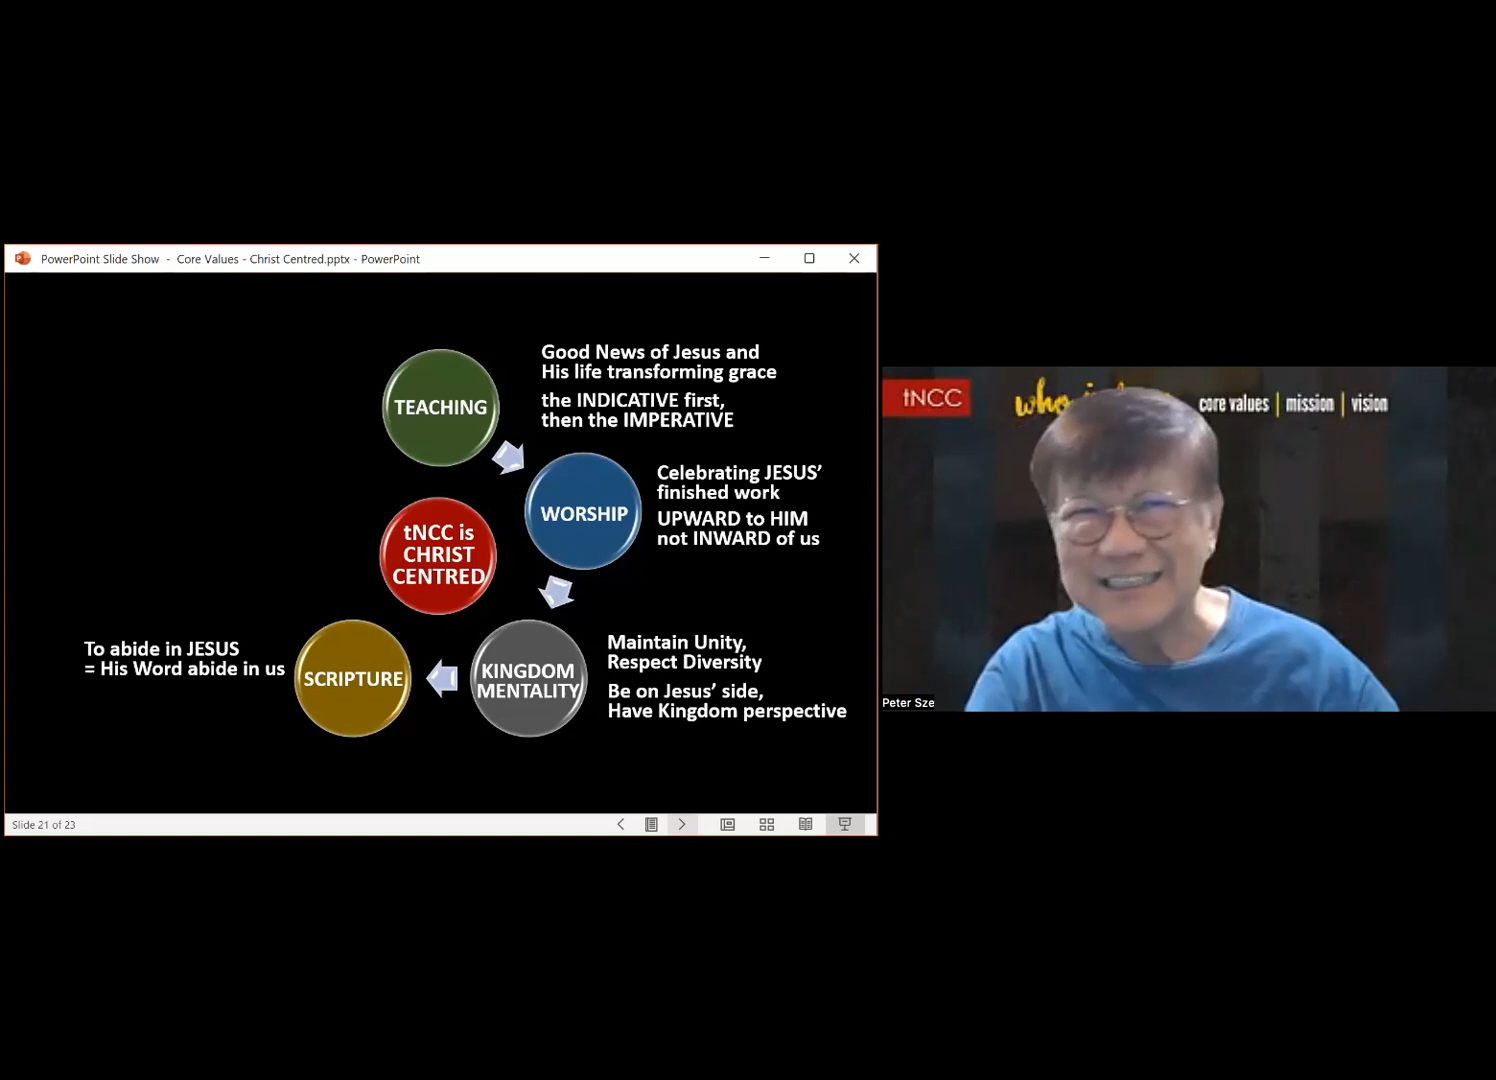 PowerPoint Slide Show - Core Values - Christ Centred.pptx - PowerPoint
TEACHING
Good News of Jesus and
His life transforming grace
the INDICATIVE first,
then the IMPERATIVE
WORSHIP
Celebrating JESUS’
finished work
UPWARD to HIM
not INWARD of us
tNCC is
CHRIST
CENTRED
KINGDOM
MENTALITY
Maintain Unity,
Respect Diversity
Be on Jesus’ side,
Have Kingdom perspective
SCRIPTURE
To abide in JESUS
= His Word abide in us
Slide 21 of 23
tNCC
who
core values | mission | vision
Peter Sze